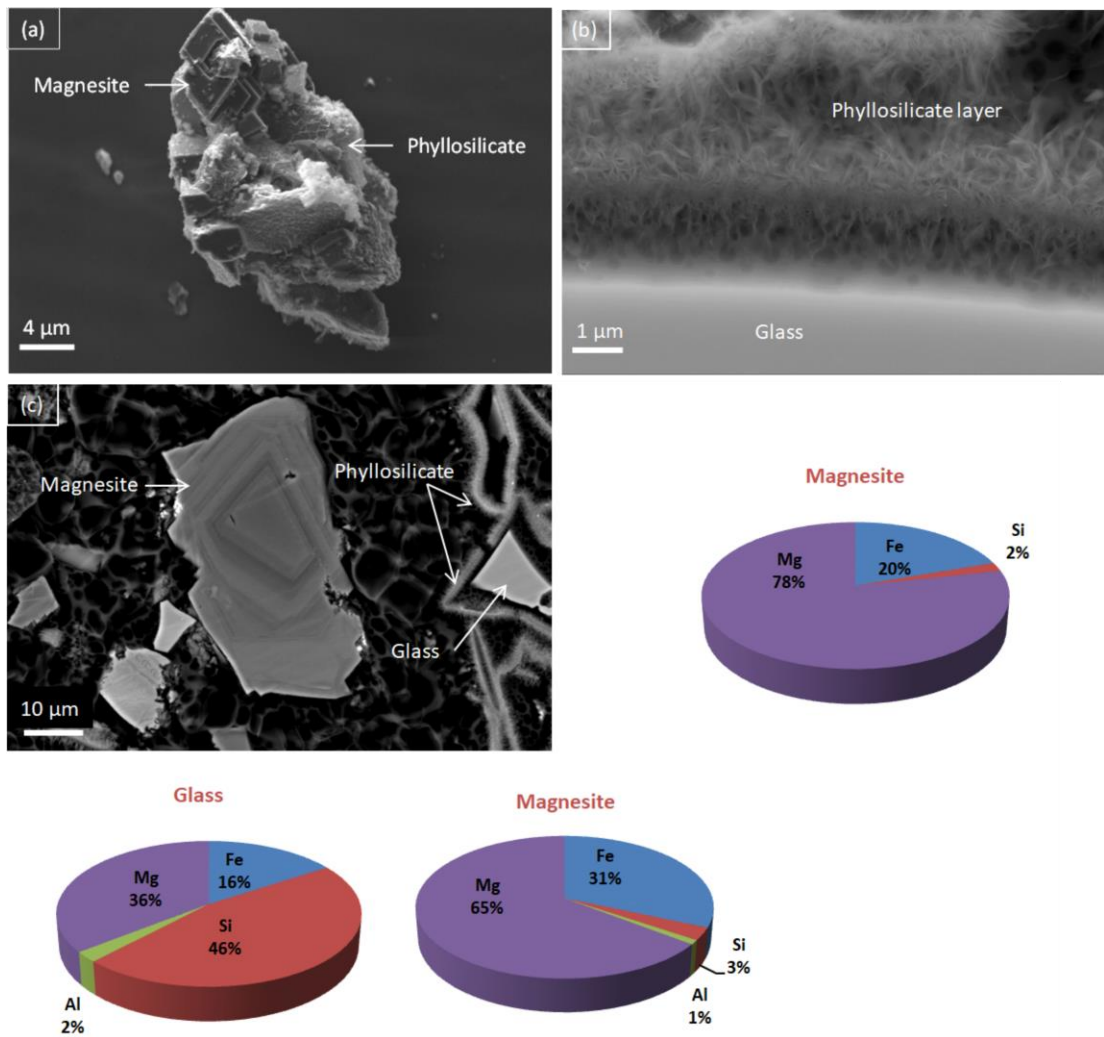 (a)
Magnesite
Phyllosilicate
4 µm
(b)
Phyllosilicate layer
Glass
1 µm
(c)
Magnesite
Phyllosilicate
Glass
10 µm
Magnesite
Mg
78%
Fe
20%
Si
2%
Glass
Mg
36%
Fe
16%
Si
46%
Al
2%
Magnesite
Mg
65%
Fe
31%
Si
3%
Al
1%